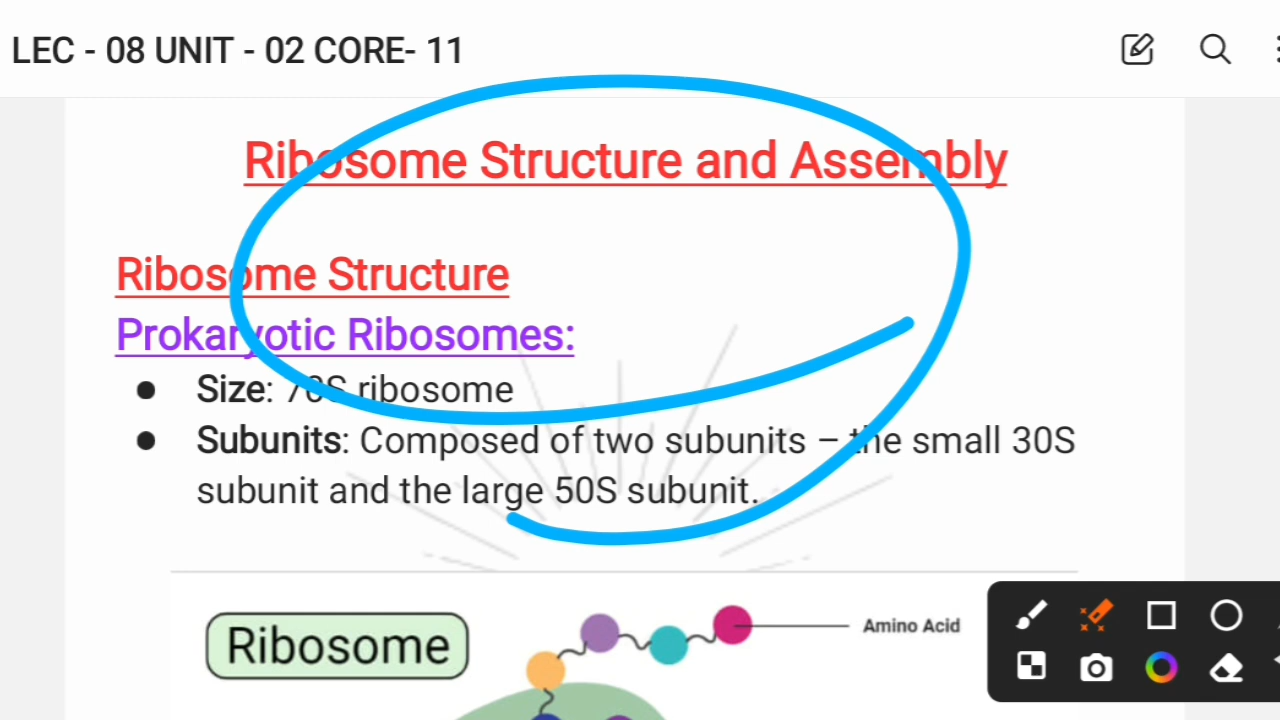 LEC - 08 UNIT - 02 CORE- 11
Ribosome Structure and Assembly
Ribosome Structure
Prokaryotic Ribosomes:
● Size: 70S ribosome
● Subunits: Composed of two subunits – the small 30S
subunit and the large 50S subunit.
Ribosome
Amino Acid